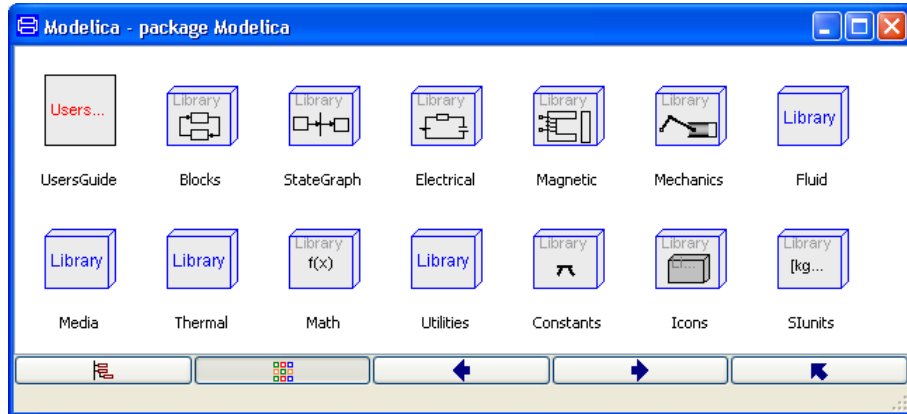 Modelica - package Modelica
Users... Library Library Library Library Library Library
UsersGuide Blocks StateGraph Electrical Magnetic Mechanics Fluid
Library Library Library f(x) Library Library Library Li... Library [kg...
Media Thermal Math Utilities Constants Icons SIunits